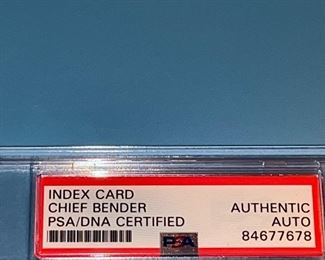 INDEX CARD
CHIEF BENDER
PSA/DNA CERTIFIED
AUTHENTIC
AUTO
84677678
PSA